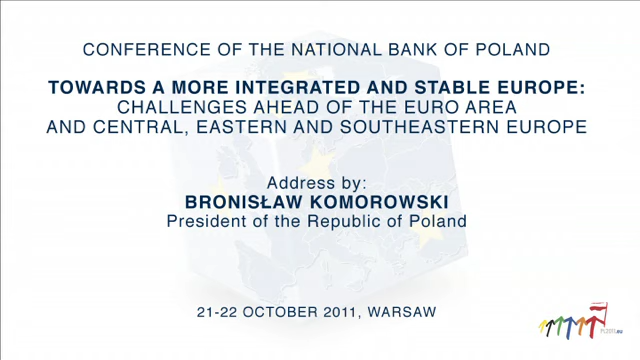 CONFERENCE OF THE NATIONAL BANK OF POLAND
TOWARDS A MORE INTEGRATED AND STABLE EUROPE:
CHALLENGES AHEAD OF THE EURO AREA
AND CENTRAL, EASTERN AND SOUTHEASTERN EUROPE
Address by:
BRONISŁAW KOMOROWSKI
President of the Republic of Poland
21-22 OCTOBER 2011, WARSAW
pl2011.eu